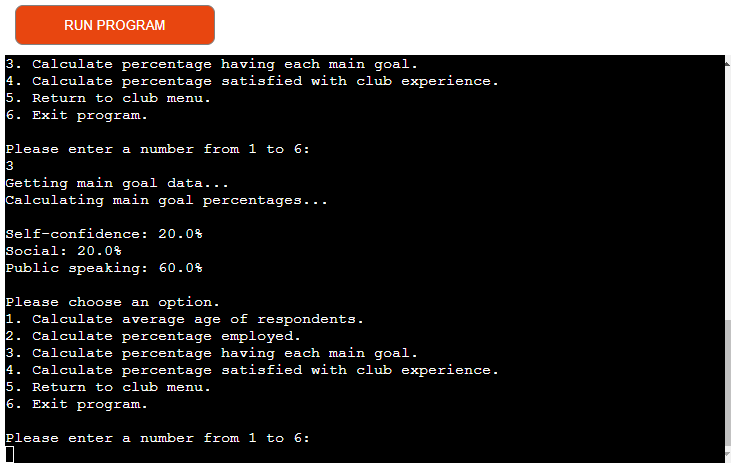 RUN PROGRAM
3. Calculate percentage having each main goal.
4. Calculate percentage satisfied with club experience.
5. Return to club menu.
6. Exit program.
Please enter a number from 1 to 6:
3
Getting main goal data...
Calculating main goal percentages...
Self-confidence: 20.0%
Social: 20.0%
Public speaking: 60.0%
Please choose an option.
1. Calculate average age of respondents.
2. Calculate percentage employed.
3. Calculate percentage having each main goal.
4. Calculate percentage satisfied with club experience.
5. Return to club menu.
6. Exit program.
Please enter a number from 1 to 6: